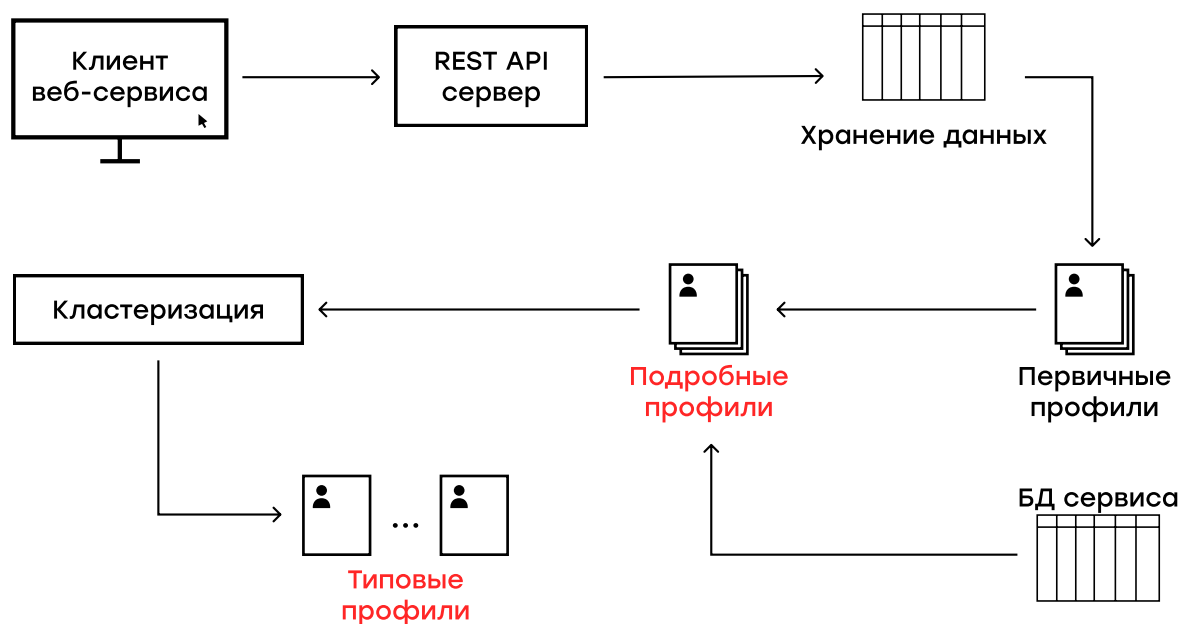 Клиент
веб-сервиса
REST API
сервер
Хранение данных
Кластеризация
Подробные
профили
Первичные
профили
БД сервиса
...
Типовые
профили